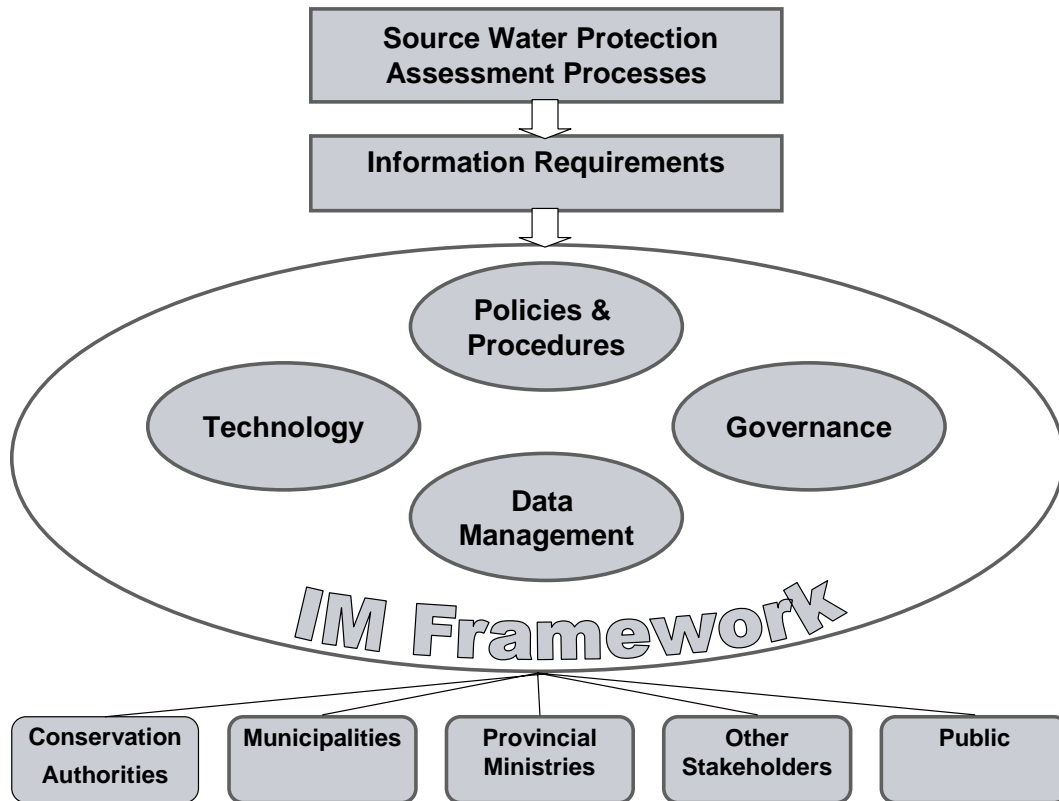 Source Water Protection
Assessment Processes
Information Requirements
Policies &
Procedures
Technology
Governance
Data
Management
IM Framework
Conservation
Authorities
Municipalities
Provincial
Ministries
Other
Stakeholders
Public